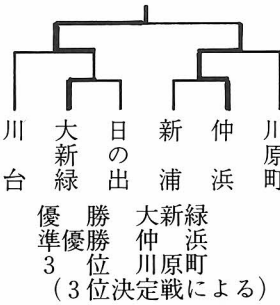 川台
大新緑
日の出
新浦
仲浜
川原町
優勝 大新緑
準優勝 仲浜
3位 川原町
(3位決定戦による)